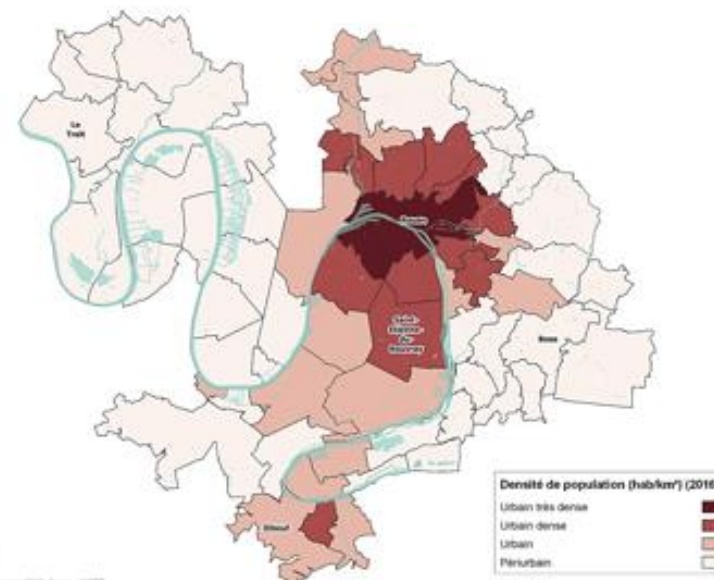 Le
Trait
Rouen
Saint-
Étienne-
du-
Rouvray
Boos
Elbeuf
Densité de population (hab/km²) (2016
Urbain très dense
Urbain dense
Urbain
Périurbain